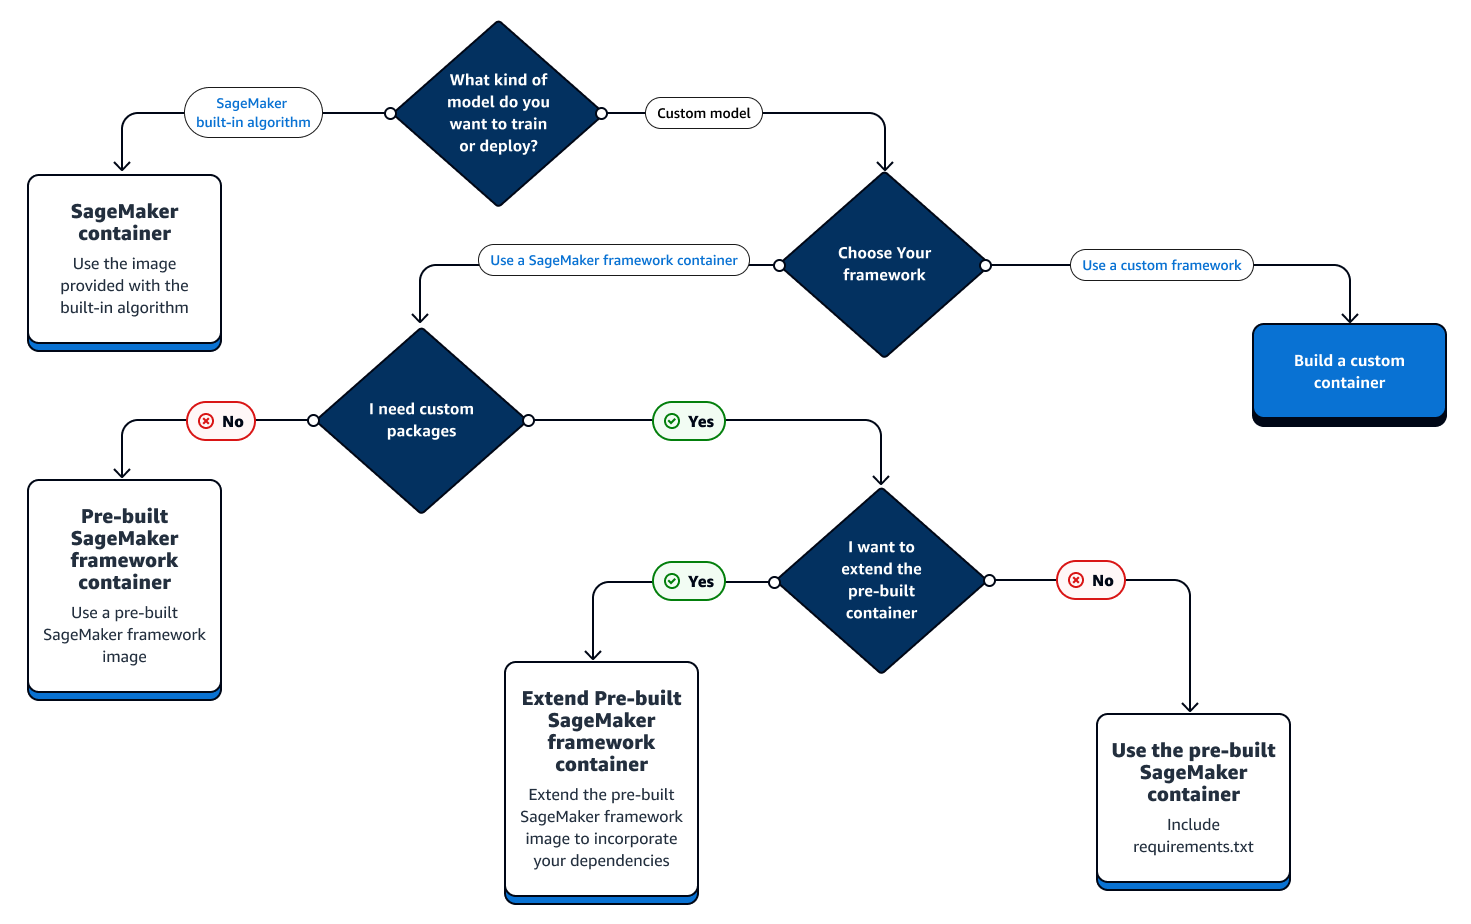 What kind of
model do you
want to train
or deploy?
SageMaker
built-in algorithm
Custom model
SageMaker
container
Use the image
provided with the
built-in algorithm
Choose Your
framework
Use a SageMaker framework container
Use a custom framework
Build a custom
container
I need custom
packages
No
Yes
Pre-built
SageMaker
framework
container
Use a pre-built
SageMaker framework
image
I want to
extend the
pre-built
container
Yes
No
Extend Pre-built
SageMaker
framework
container
Extend the pre-built
SageMaker framework
image to incorporate
your dependencies
Use the pre-built
SageMaker
container
Include
requirements.txt